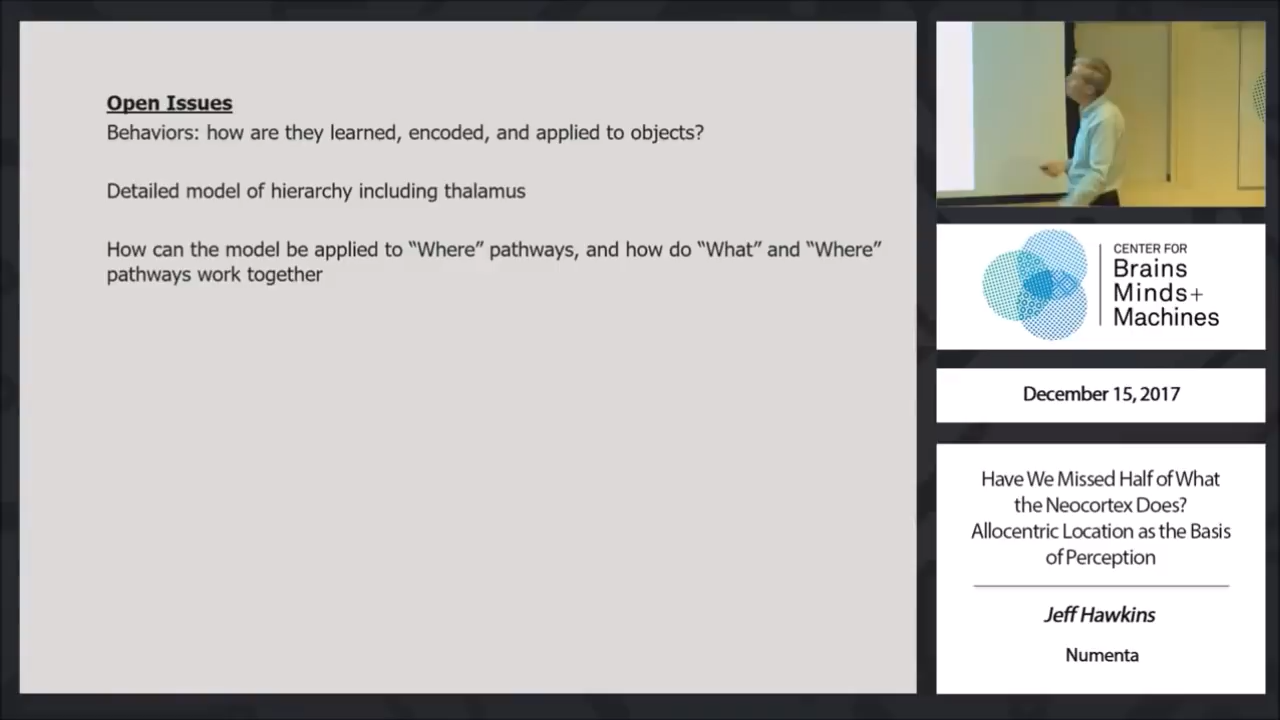 Open Issues
Behaviors: how are they learned, encoded, and applied to objects?
Detailed model of hierarchy including thalamus
How can the model be applied to “Where” pathways, and how do “What” and “Where”
pathways work together
CENTER FOR
Brains
Minds+
Machines
December 15, 2017
Have We Missed Half of What
the Neocortex Does?
Allocentric Location as the Basis
of Perception
Jeff Hawkins
Numenta